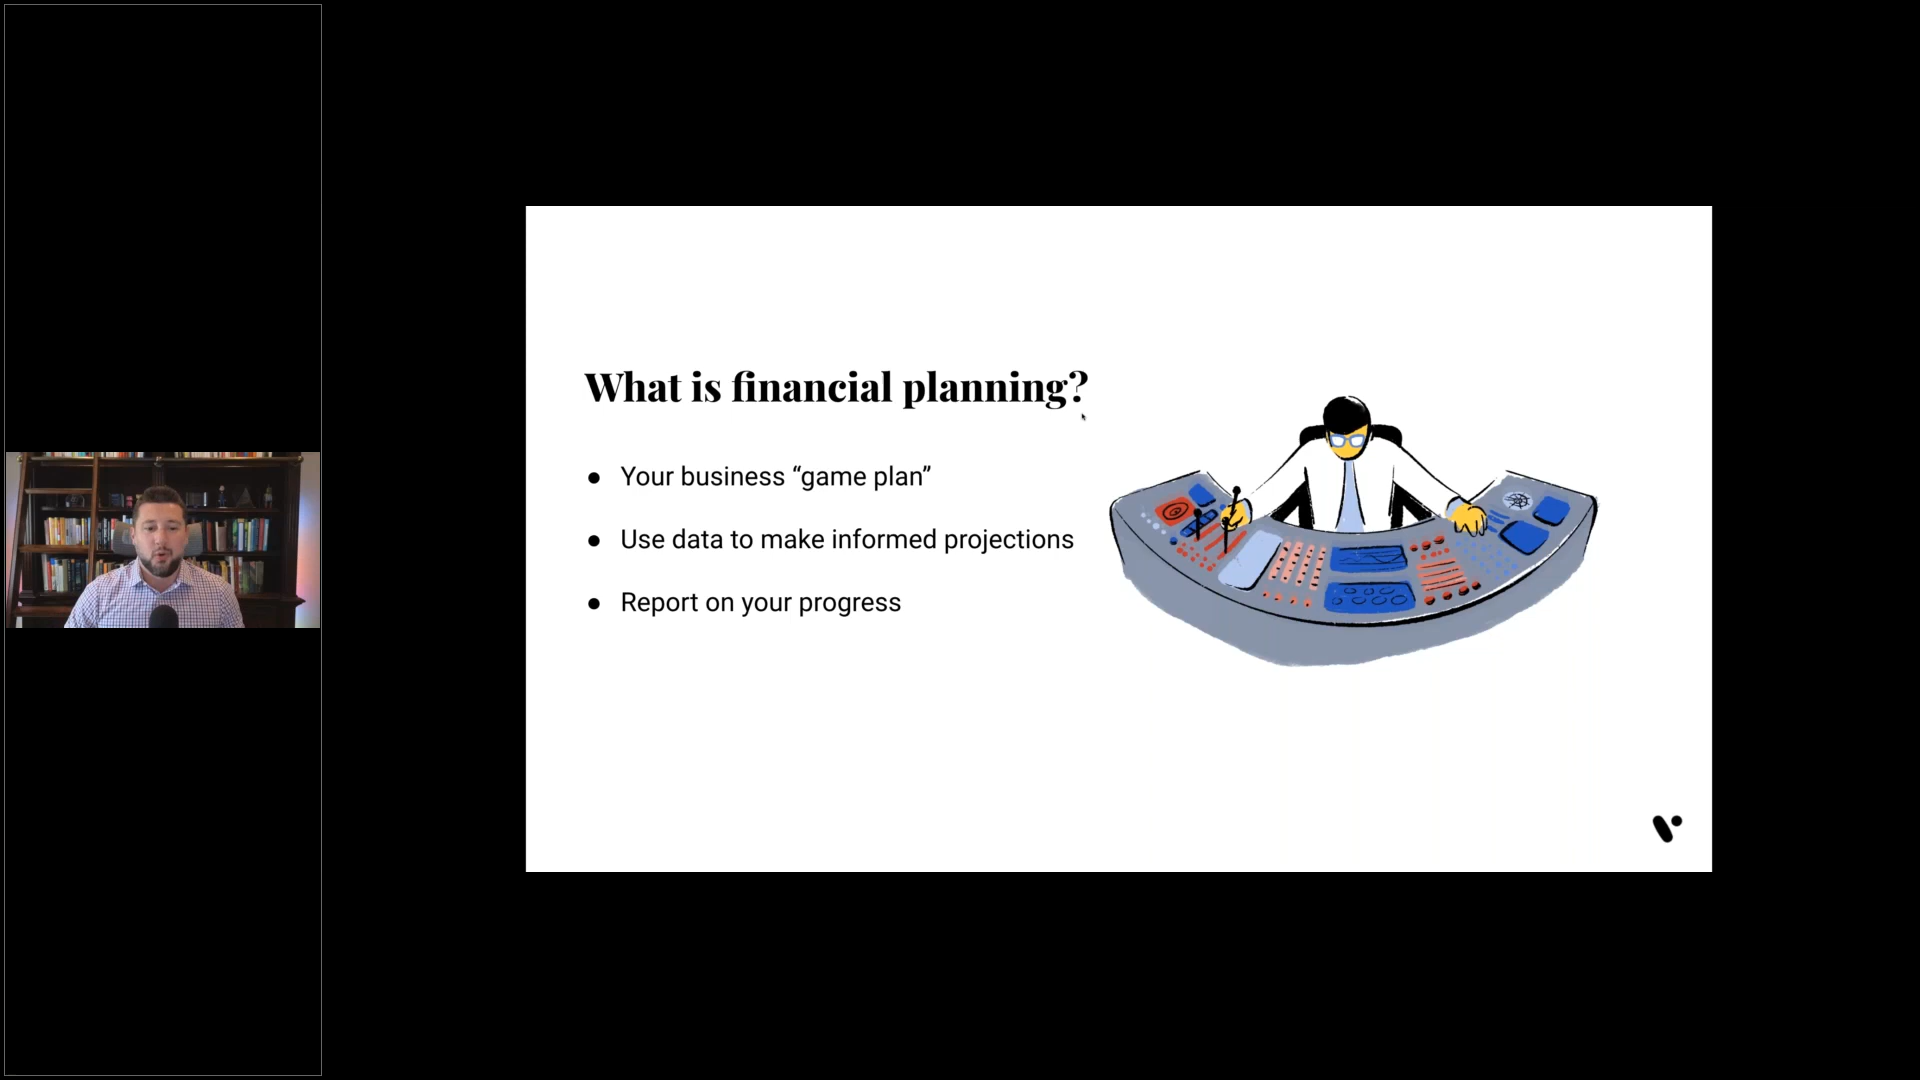 What is financial planning?
● Your business “game plan”
● Use data to make informed projections
● Report on your progress